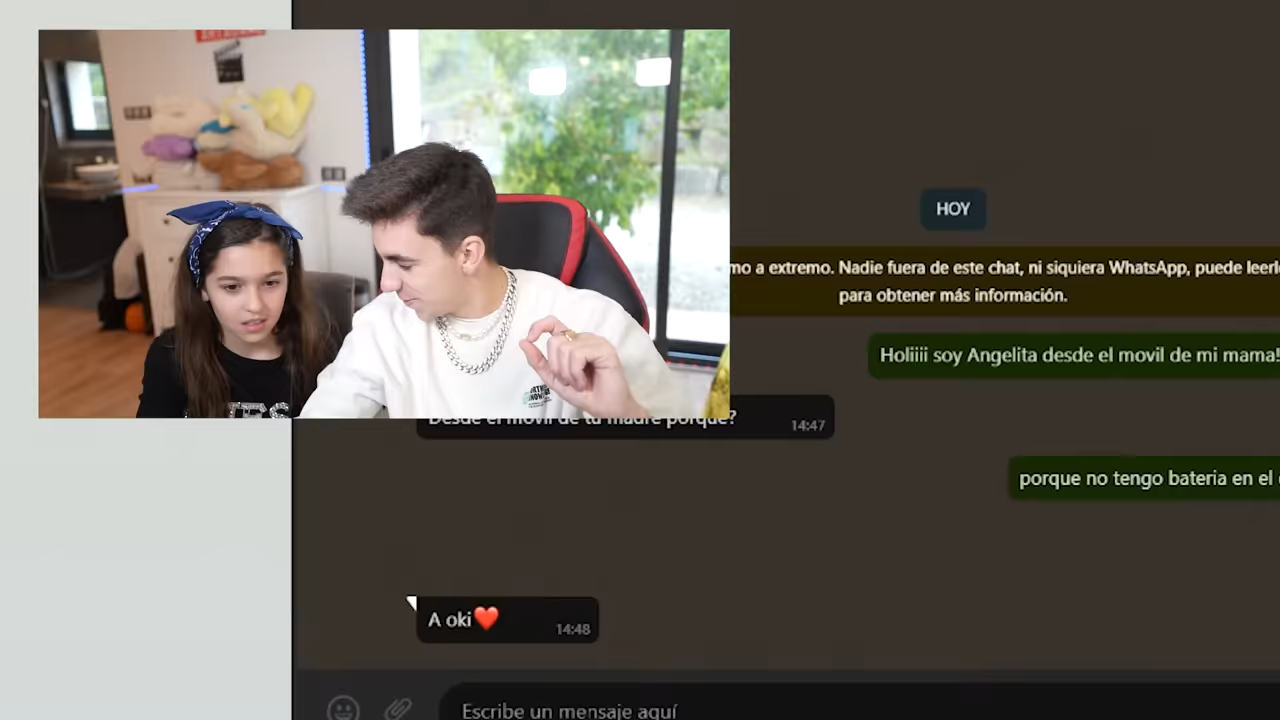 HOY
mo a extremo. Nadie fuera de este chat, ni siquiera WhatsApp, puede
para obtener más información.
Holiiii soy Angelita desde el movil de mi mama!
Desde el movil de tu madre porque?
14:47
porque no tengo bateria en el
A oki❤️
14:48
Escribe un mensaje aquí